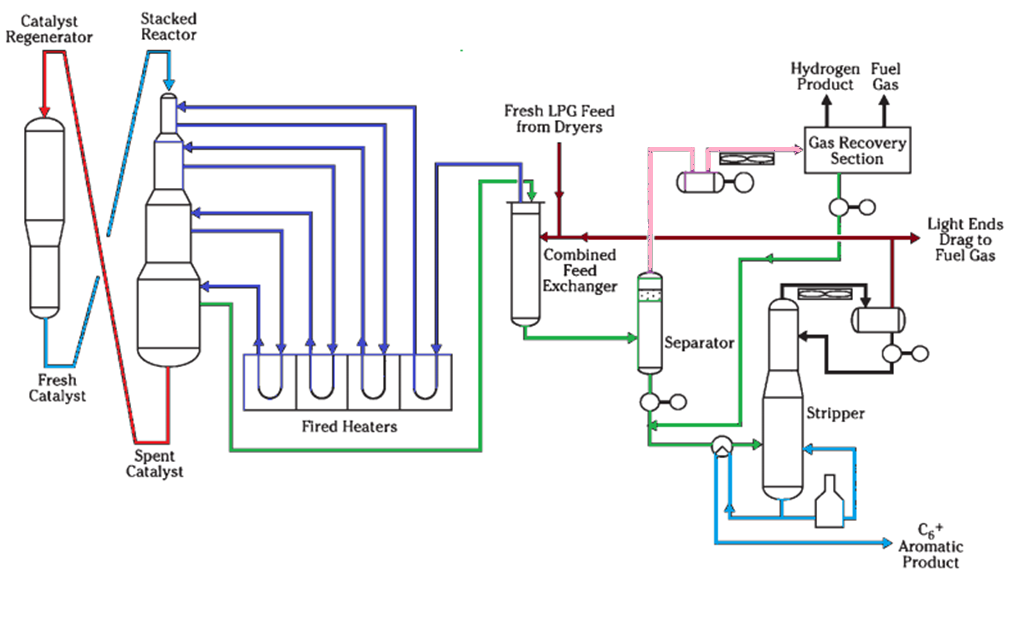 Catalyst
Regenerator
Stacked
Reactor
Hydrogen
Product
Fuel
Gas
Fresh LPG Feed
from Dryers
Gas Recovery
Section
Light Ends
Drag to
Fuel Gas
Combined
Feed
Exchanger
Separator
Fresh
Catalyst
Stripper
Fired Heaters
Spent
Catalyst
C₆⁺
Aromatic
Product